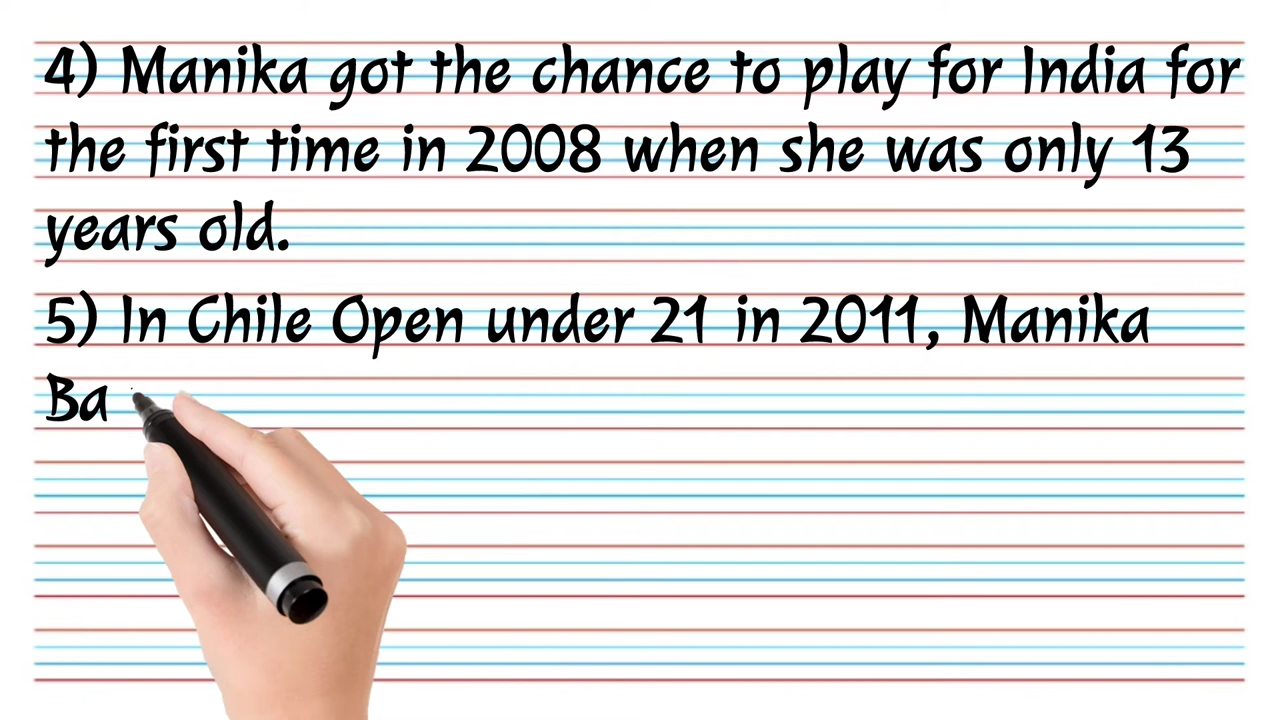 4) Manika got the chance to play for India for
the first time in 2008 when she was only 13
years old.
5) In Chile Open under 21 in 2011, Manika
Ba